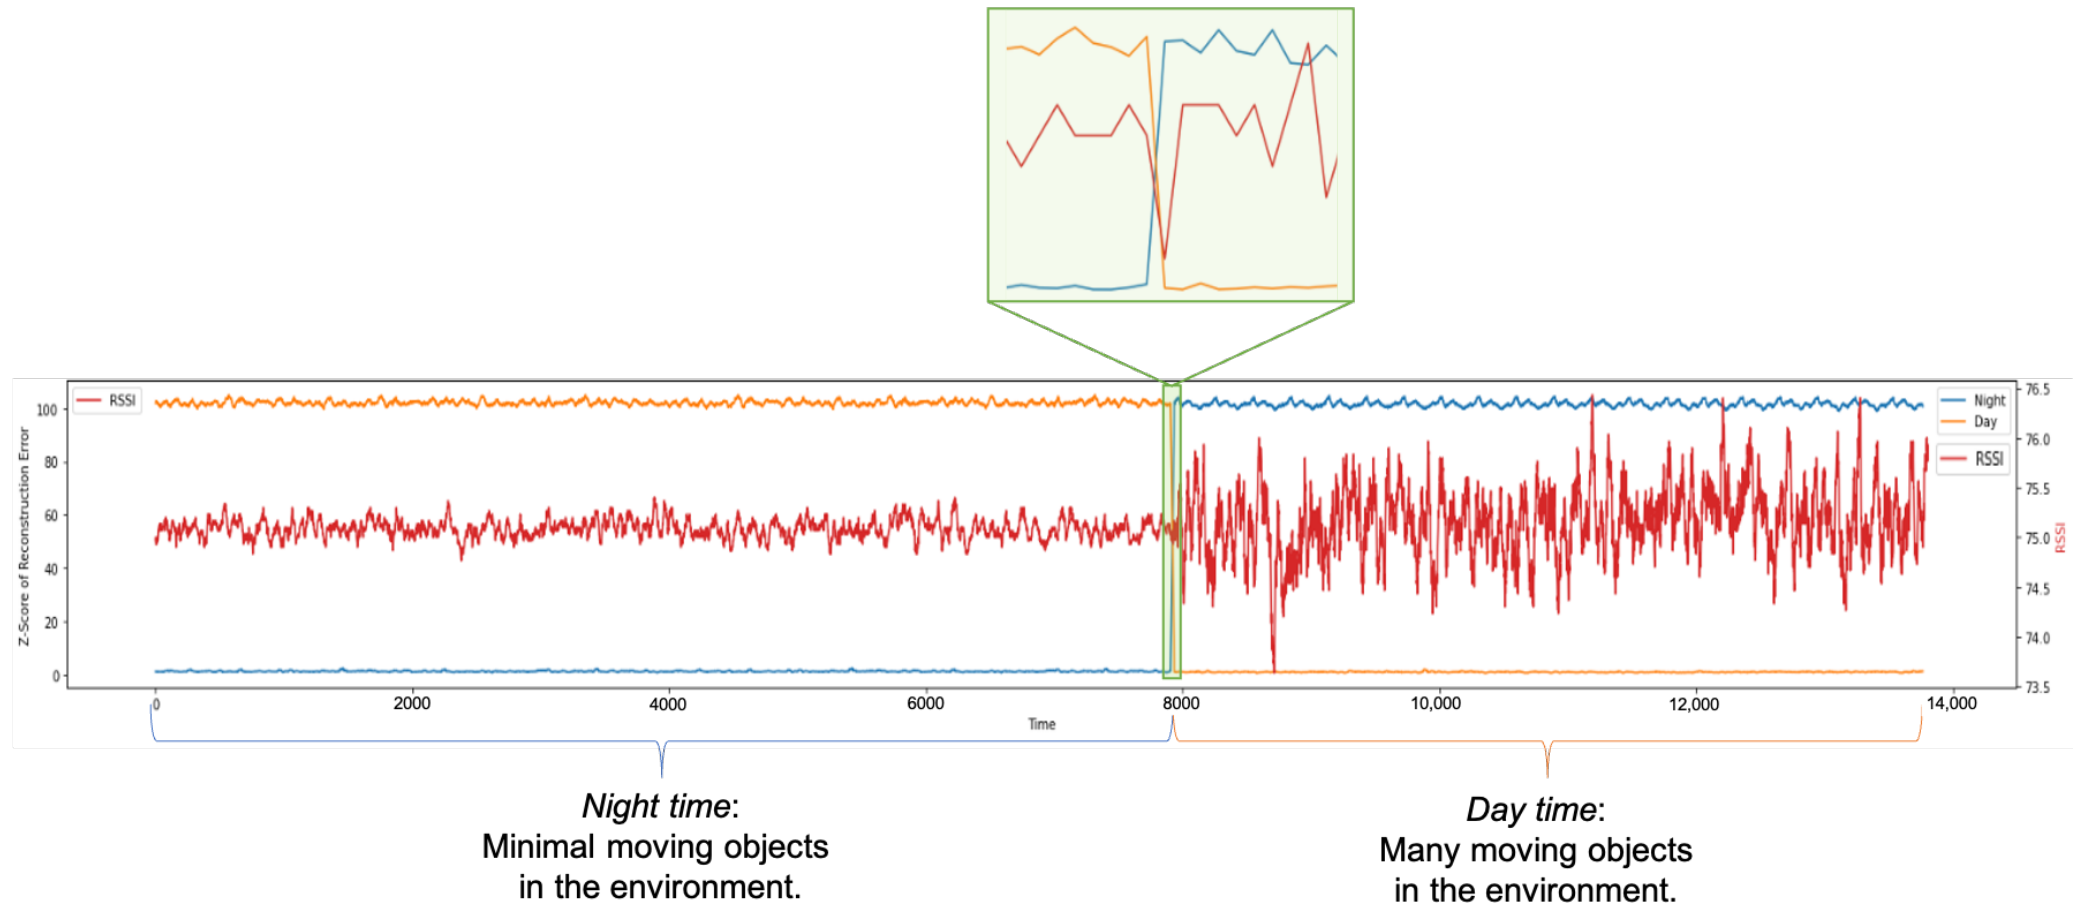 RSSI
Night
Day
RSSI
Z-Score of Reconstruction Error
100
80
60
40
20
0
76.5
76.0
75.5
75.0
74.5
74.0
73.5
RSSI
0 2000 4000 6000 8000 10,000 12,000 14,000
Time
Night time:
Minimal moving objects
in the environment.
Day time:
Many moving objects
in the environment.